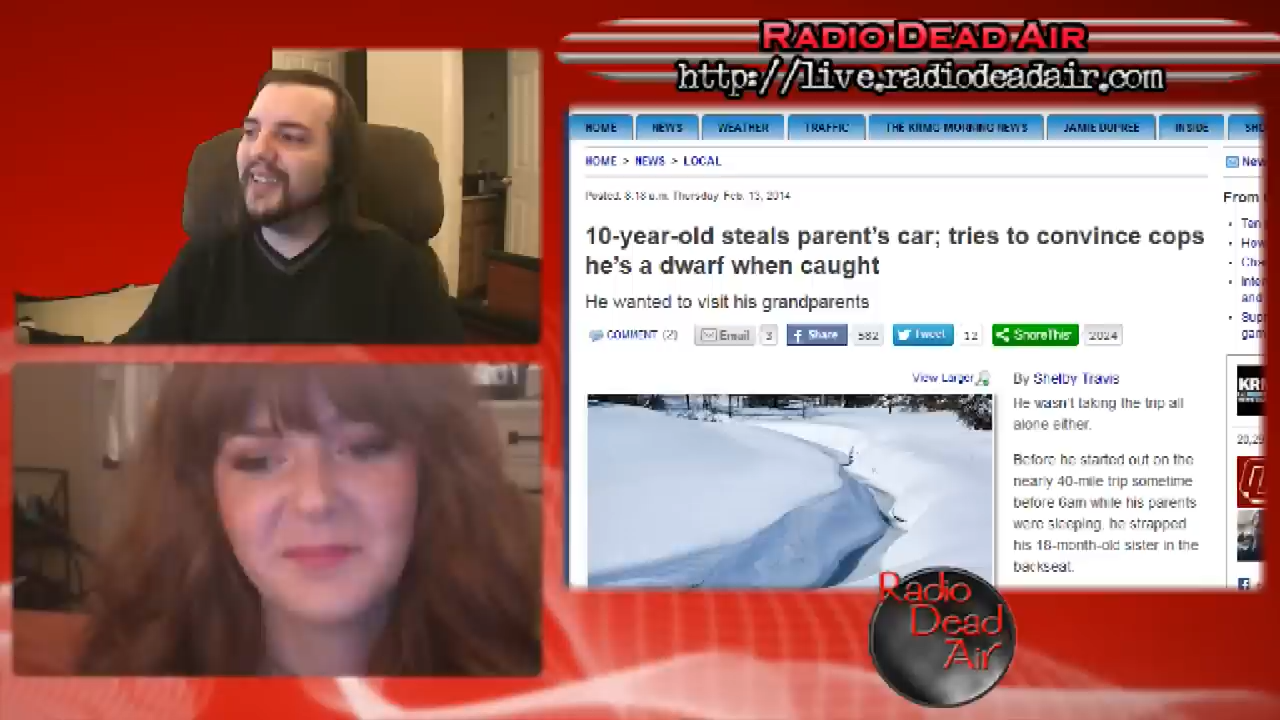 RADIO DEAD AIR
http://live.radiodeadair.com
HOME NEWS WEATHER TRAFFIC THE KRMG MORNING NEWS JAMIE DUPREE INSIDE
HOME > NEWS > LOCAL
New
Posted: 8:18 a.m. Thursday, Feb. 13, 2014
From
10-year-old steals parent's car; tries to convince cops
he's a dwarf when caught
He wanted to visit his grandparents
COMMENT (2) Email 3 Share 582 Tweet 12 ShareThis 2024
View Larger
By Shelby Travis
He wasn't taking the trip all
alone either.
Before he started out on the
nearly 40-mile trip sometime
before 6am while his parents
were sleeping, he strapped
his 18-month-old sister in the
backseat.
Radio
Dead
Air